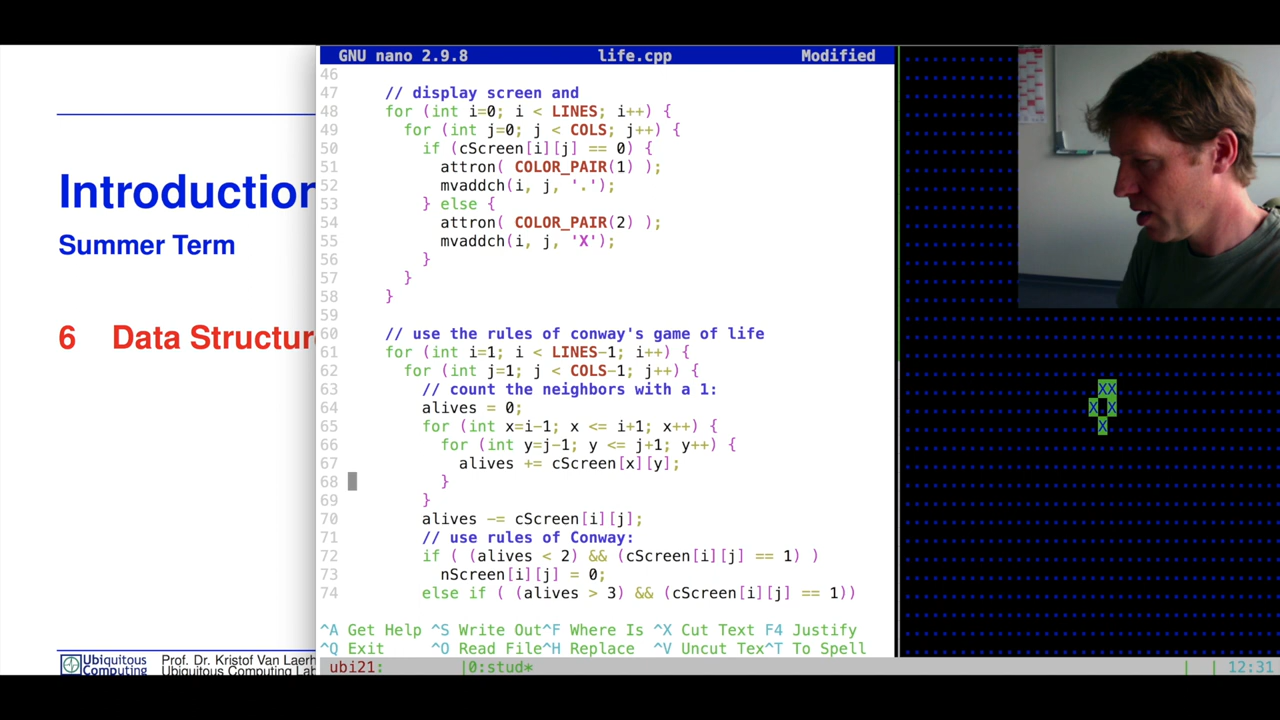 Introduction
Summer Term
6 Data Structur
Ubiquitous
Computing
Prof. Dr. Kristof Van Laerh
Ubiquitous Computing Lab
GNU nano 2.9.8 life.cpp Modified
46
47 // display screen and
48 for (int i=0; i < LINES; i++) {
49 for (int j=0; j < COLS; j++) {
50 if (cScreen[i][j] == 0) {
51 attron( COLOR_PAIR(1) );
52 mvaddch(i, j, '.');
53 } else {
54 attron( COLOR_PAIR(2) );
55 mvaddch(i, j, 'X');
56 }
57 }
58 }
59
60 // use the rules of conway's game of life
61 for (int i=1; i < LINES-1; i++) {
62 for (int j=1; j < COLS-1; j++) {
63 // count the neighbors with a 1:
64 alives = 0;
65 for (int x=i-1; x <= i+1; x++) {
66 for (int y=j-1; y <= j+1; y++) {
67 alives += cScreen[x][y];
68 }
69 }
70 alives -= cScreen[i][j];
71 // use rules of Conway:
72 if ( (alives < 2) && (cScreen[i][j] == 1) )
73 nScreen[i][j] = 0;
74 else if ( (alives > 3) && (cScreen[i][j] == 1))
^A Get Help ^S Write Out^F Where Is ^X Cut Text F4 Justify
^Q Exit ^O Read File^H Replace ^V Uncut Tex^T To Spell
ubi21: |0:stud* | | 12:31
XX
X X
X